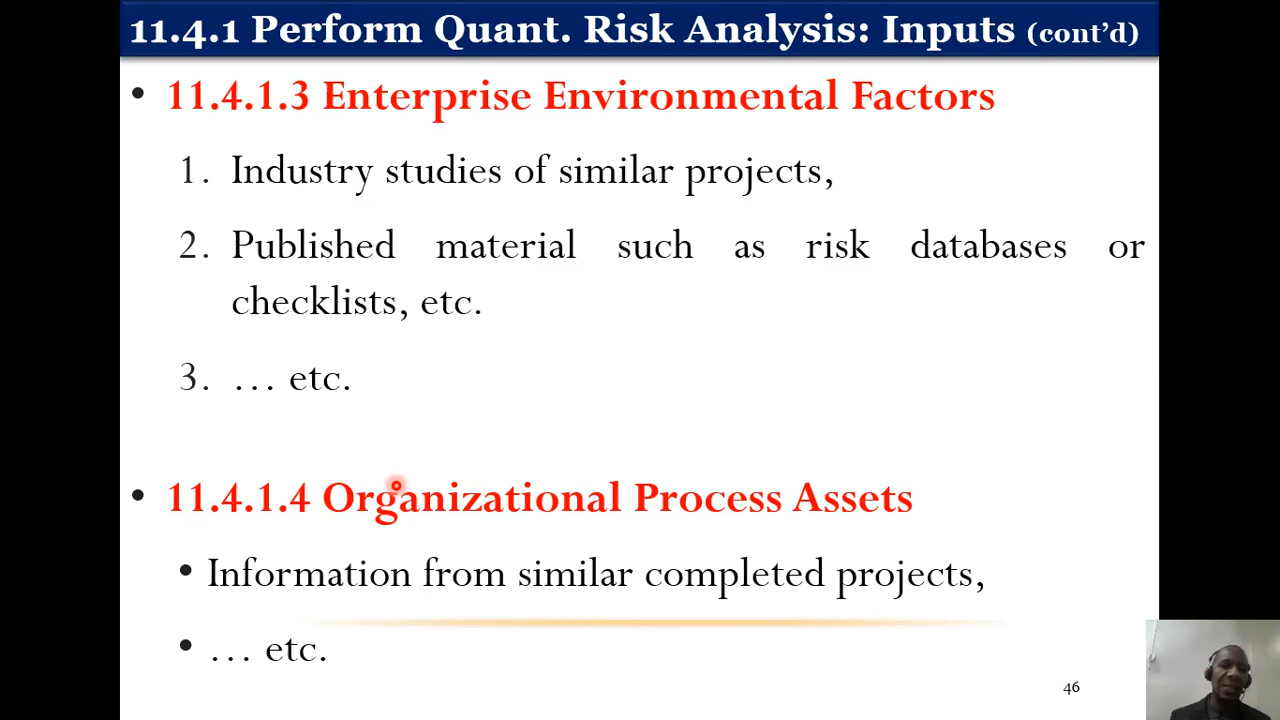 11.4.1 Perform Quant. Risk Analysis: Inputs (cont’d)
• 11.4.1.3 Enterprise Environmental Factors
1. Industry studies of similar projects,
2. Published material such as risk databases or
checklists, etc.
3. … etc.
• 11.4.1.4 Organizational Process Assets
• Information from similar completed projects,
• … etc.
46